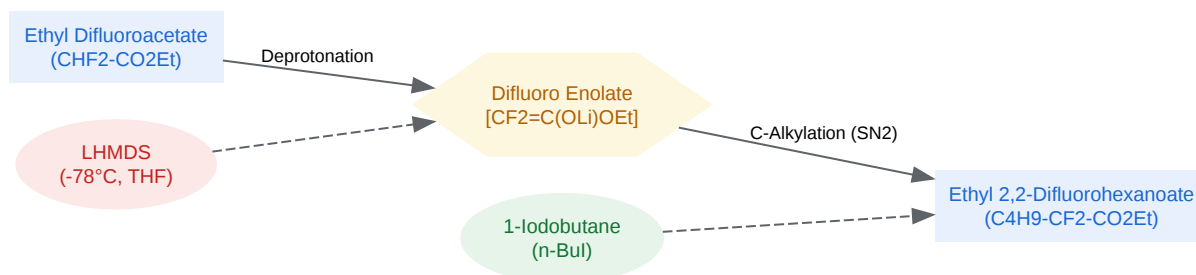 Ethyl Difluoroacetate
(CHF2-CO2Et)
Deprotonation
LHMDS
(-78°C, THF)
Difluoro Enolate
[CF2=C(OLi)OEt]
C-Alkylation (SN2)
1-Iodobutane
(n-BuI)
Ethyl 2,2-Difluorohexanoate
(C4H9-CF2-CO2Et)